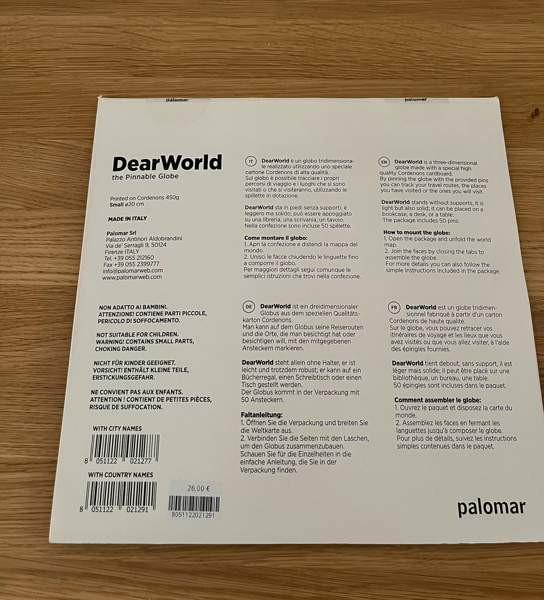 palomar
palomar
DearWorld
the Pinnable Globe
Printed on Cordenons 450g
Small ø20 cm
MADE IN ITALY
Palomar Srl
Palazzo Antinori Aldobrandini
Via de' Serragli 9, 50124
Firenze ITALY
Tel. +39 055 212160
Fax +39 055 2399777
info@palomarweb.com
palomarweb.com
NON ADATTO AI BAMBINI.
ATTENZIONE! CONTIENE PARTI PICCOLE,
PERICOLO DI SOFFOCAMENTO.
NOT SUITABLE FOR CHILDREN.
WARNING! CONTAINS SMALL PARTS,
CHOKING DANGER.
NICHT FÜR KINDER GEEIGNET.
VORSICHT! ENTHÄLT KLEINE TEILE,
ERSTICKUNGSGEFAHR.
NE CONVIENT PAS AUX ENFANTS.
ATTENTION ! CONTIENT DE PETITES PIÈCES,
RISQUE DE SUFFOCATION.
WITH CITY NAMES
8 051122 021277
WITH COUNTRY NAMES
8 051122 021291
26,00 €
8051122021291
IT DearWorld è un globo tridimensiona-
le realizzato utilizzando uno speciale
cartone Cordenons di alta qualità.
Sul globo è possibile tracciare i propri
percorsi di viaggio e i luoghi che si sono
visitati o che si visiteranno, utilizzando le
spillette in dotazione.
DearWorld sta in piedi senza supporti, è
leggero ma solido; può essere appoggiato
su una libreria, una scrivania, un tavolo.
Nella confezione sono incluse 50 spillette.
Come montare il globo:
1. Apri la confezione e distendi la mappa del
mondo.
2. Unisci le facce chiudendo le linguette fino
a comporre il globo.
Per maggiori dettagli segui comunque le
semplici istruzioni che trovi nella confezione.
EN DearWorld is a three-dimensional
globe made with a special high
quality Cordenons cardboard.
By pinning the globe with the provided pins
you can track your travel routes, the places
you have visited or the ones you will visit.
DearWorld stands without supports, it is
light but also solid; it can be placed on a
bookcase, a desk, or a table.
The package includes 50 pins.
How to mount the globe:
1. Open the package and unfold the world
map.
2. Join the faces by closing the tabs to
assemble the globe.
For more details you can also follow the
simple instructions included in the package.
DE DearWorld ist ein dreidimensionaler
Globus aus dem speziellen Qualitäts-
karton Cordenons.
Man kann auf dem Globus seine Reiserouten
und die Orte, die man besichtigt hat oder
besichtigen will, mit den mitgegebenen
Ansteckern markieren.
DearWorld steht allein ohne Halter, er ist
leicht und trotzdem robust; er kann auf ein
Bücherregal, einen Schreibtisch oder einen
Tisch gestellt werden.
Der Globus kommt in der Verpackung mit
50 Ansteckern.
Faltanleitung:
1. Öffnen Sie die Verpackung und breiten Sie
die Weltkarte aus.
2. Verbinden Sie die Seiten mit den Laschen,
um den Globus zusammenzubauen.
Schauen Sie für die Einzelheiten in die
einfache Anleitung, die Sie in der
Verpackung finden.
FR DearWorld est un globe tridimen-
sionnel fabriqué à partir d'un carton
Cordenons de haute qualité.
Sur le globe, vous pouvez retracer vos
itinéraires de voyage et les lieux que vous
avez visités ou que vous allez visiter, à l'aide
des épingles fournies.
DearWorld tient debout, sans support, il est
léger mais solide; il peut être placé sur une
bibliothèque, un bureau, une table.
50 épingles sont incluses dans le paquet.
Comment assembler le globe:
1. Ouvrez le paquet et disposez la carte du
monde.
2. Assemblez les faces en fermant les
languettes jusqu'à composer le globe.
Pour plus de détails, suivez les instructions
simples contenues dans le paquet.
palomar